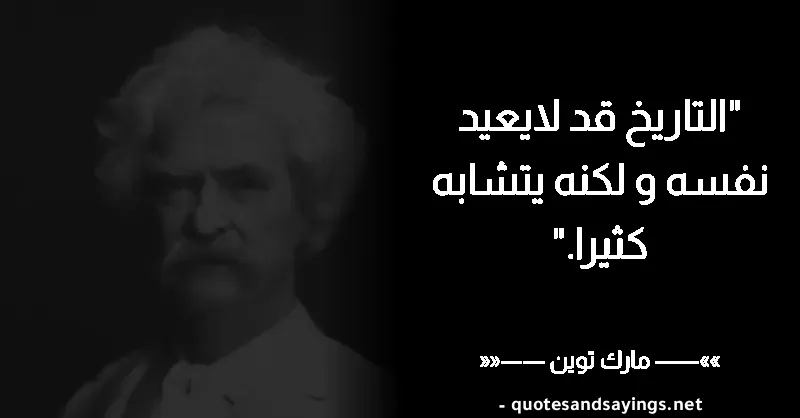 "التاريخ قد لايعيد
نفسه و لكنه يتشابه
كثيرا."
»»—— مارك توين ——««
- quotesandsayings.net